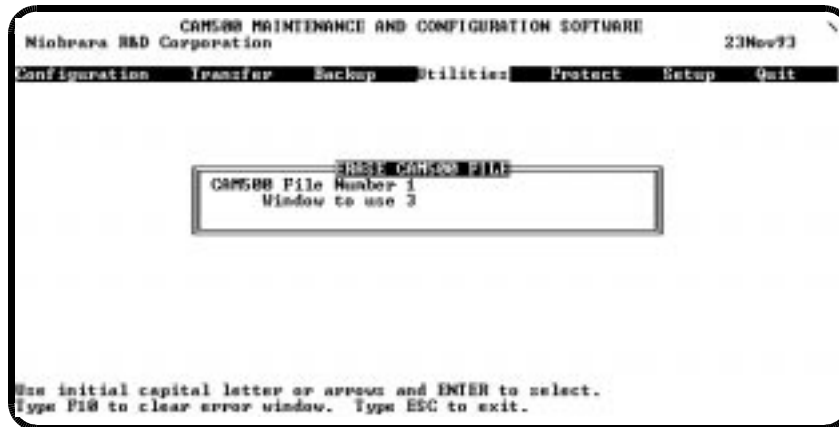 CAM500 MAINTENANCE AND CONFIGURATION SOFTWARE
Niobrara R&D Corporation 23Nov93
Configuration Transfer Backup Utilities Protect Setup Quit
ERASE CAM500 FILE
CAM500 File Number 1
Window to use 3
Use initial capital letter or arrows and ENTER to select.
Type F10 to clear error window. Type ESC to exit.